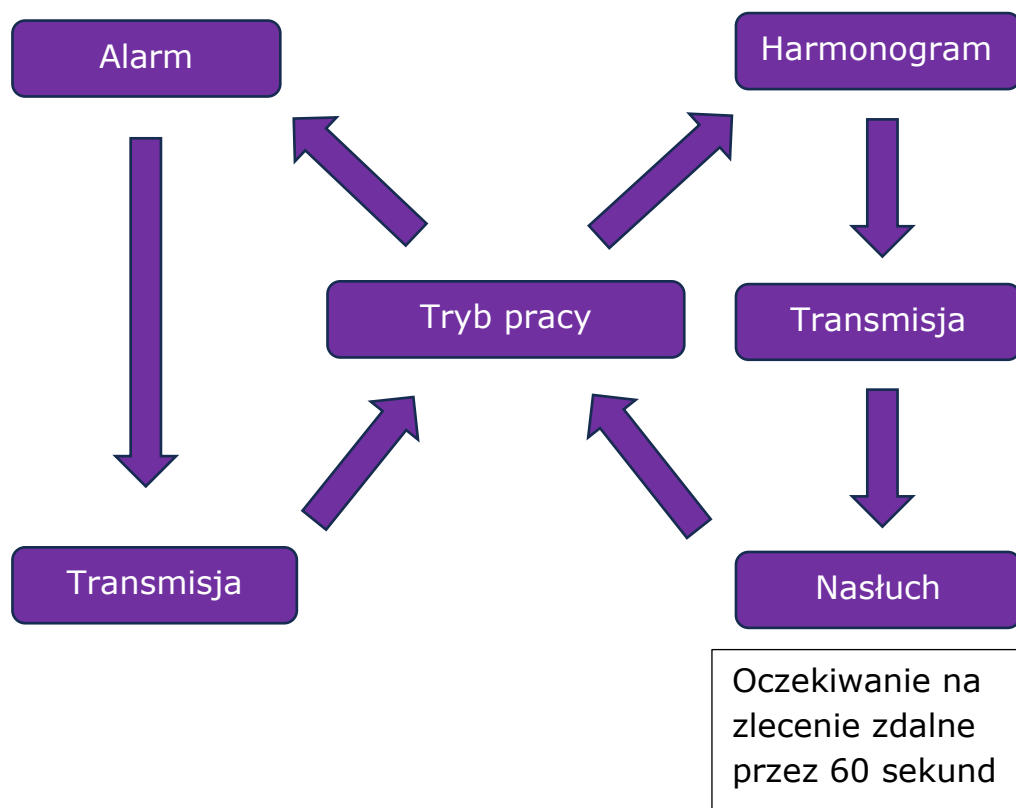 Alarm
Harmonogram
Tryb pracy
Transmisja
Transmisja
Nasłuch
Oczekiwanie na
zlecenie zdalne
przez 60 sekund